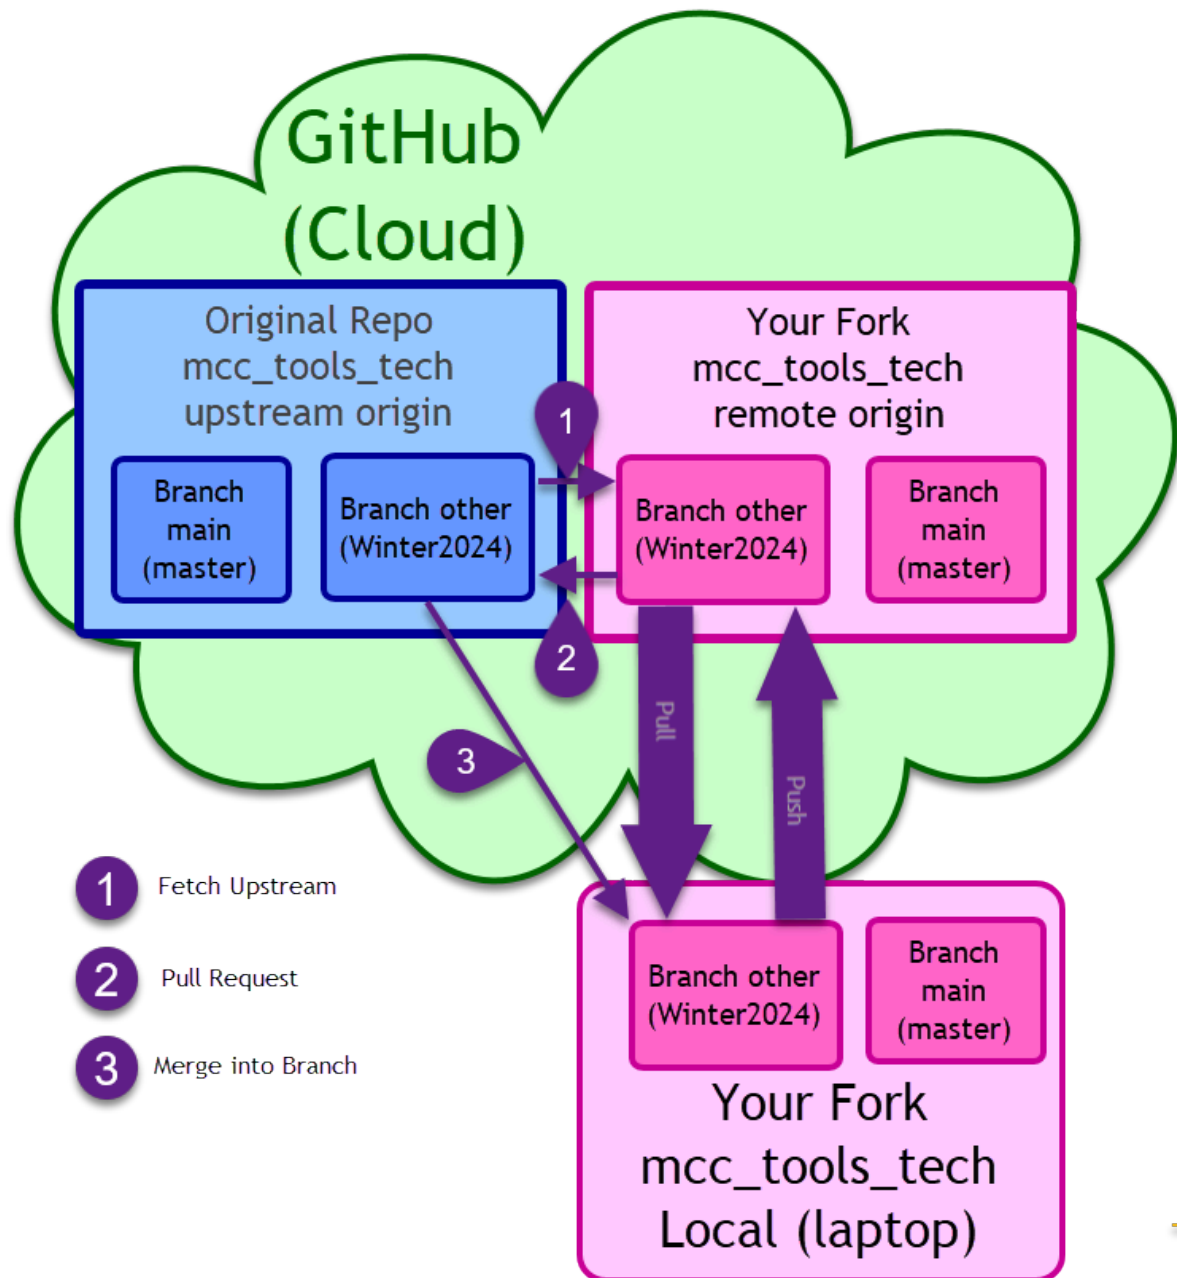 GitHub
(Cloud)
Original Repo
mcc_tools_tech
upstream origin
Your Fork
mcc_tools_tech
remote origin
1
Branch
main
(master)
Branch other
(Winter2024)
Branch other
(Winter2024)
Branch
main
(master)
2
Pull
Push
3
1 Fetch Upstream
2 Pull Request
3 Merge into Branch
Branch other
(Winter2024)
Branch
main
(master)
Your Fork
mcc_tools_tech
Local (laptop)